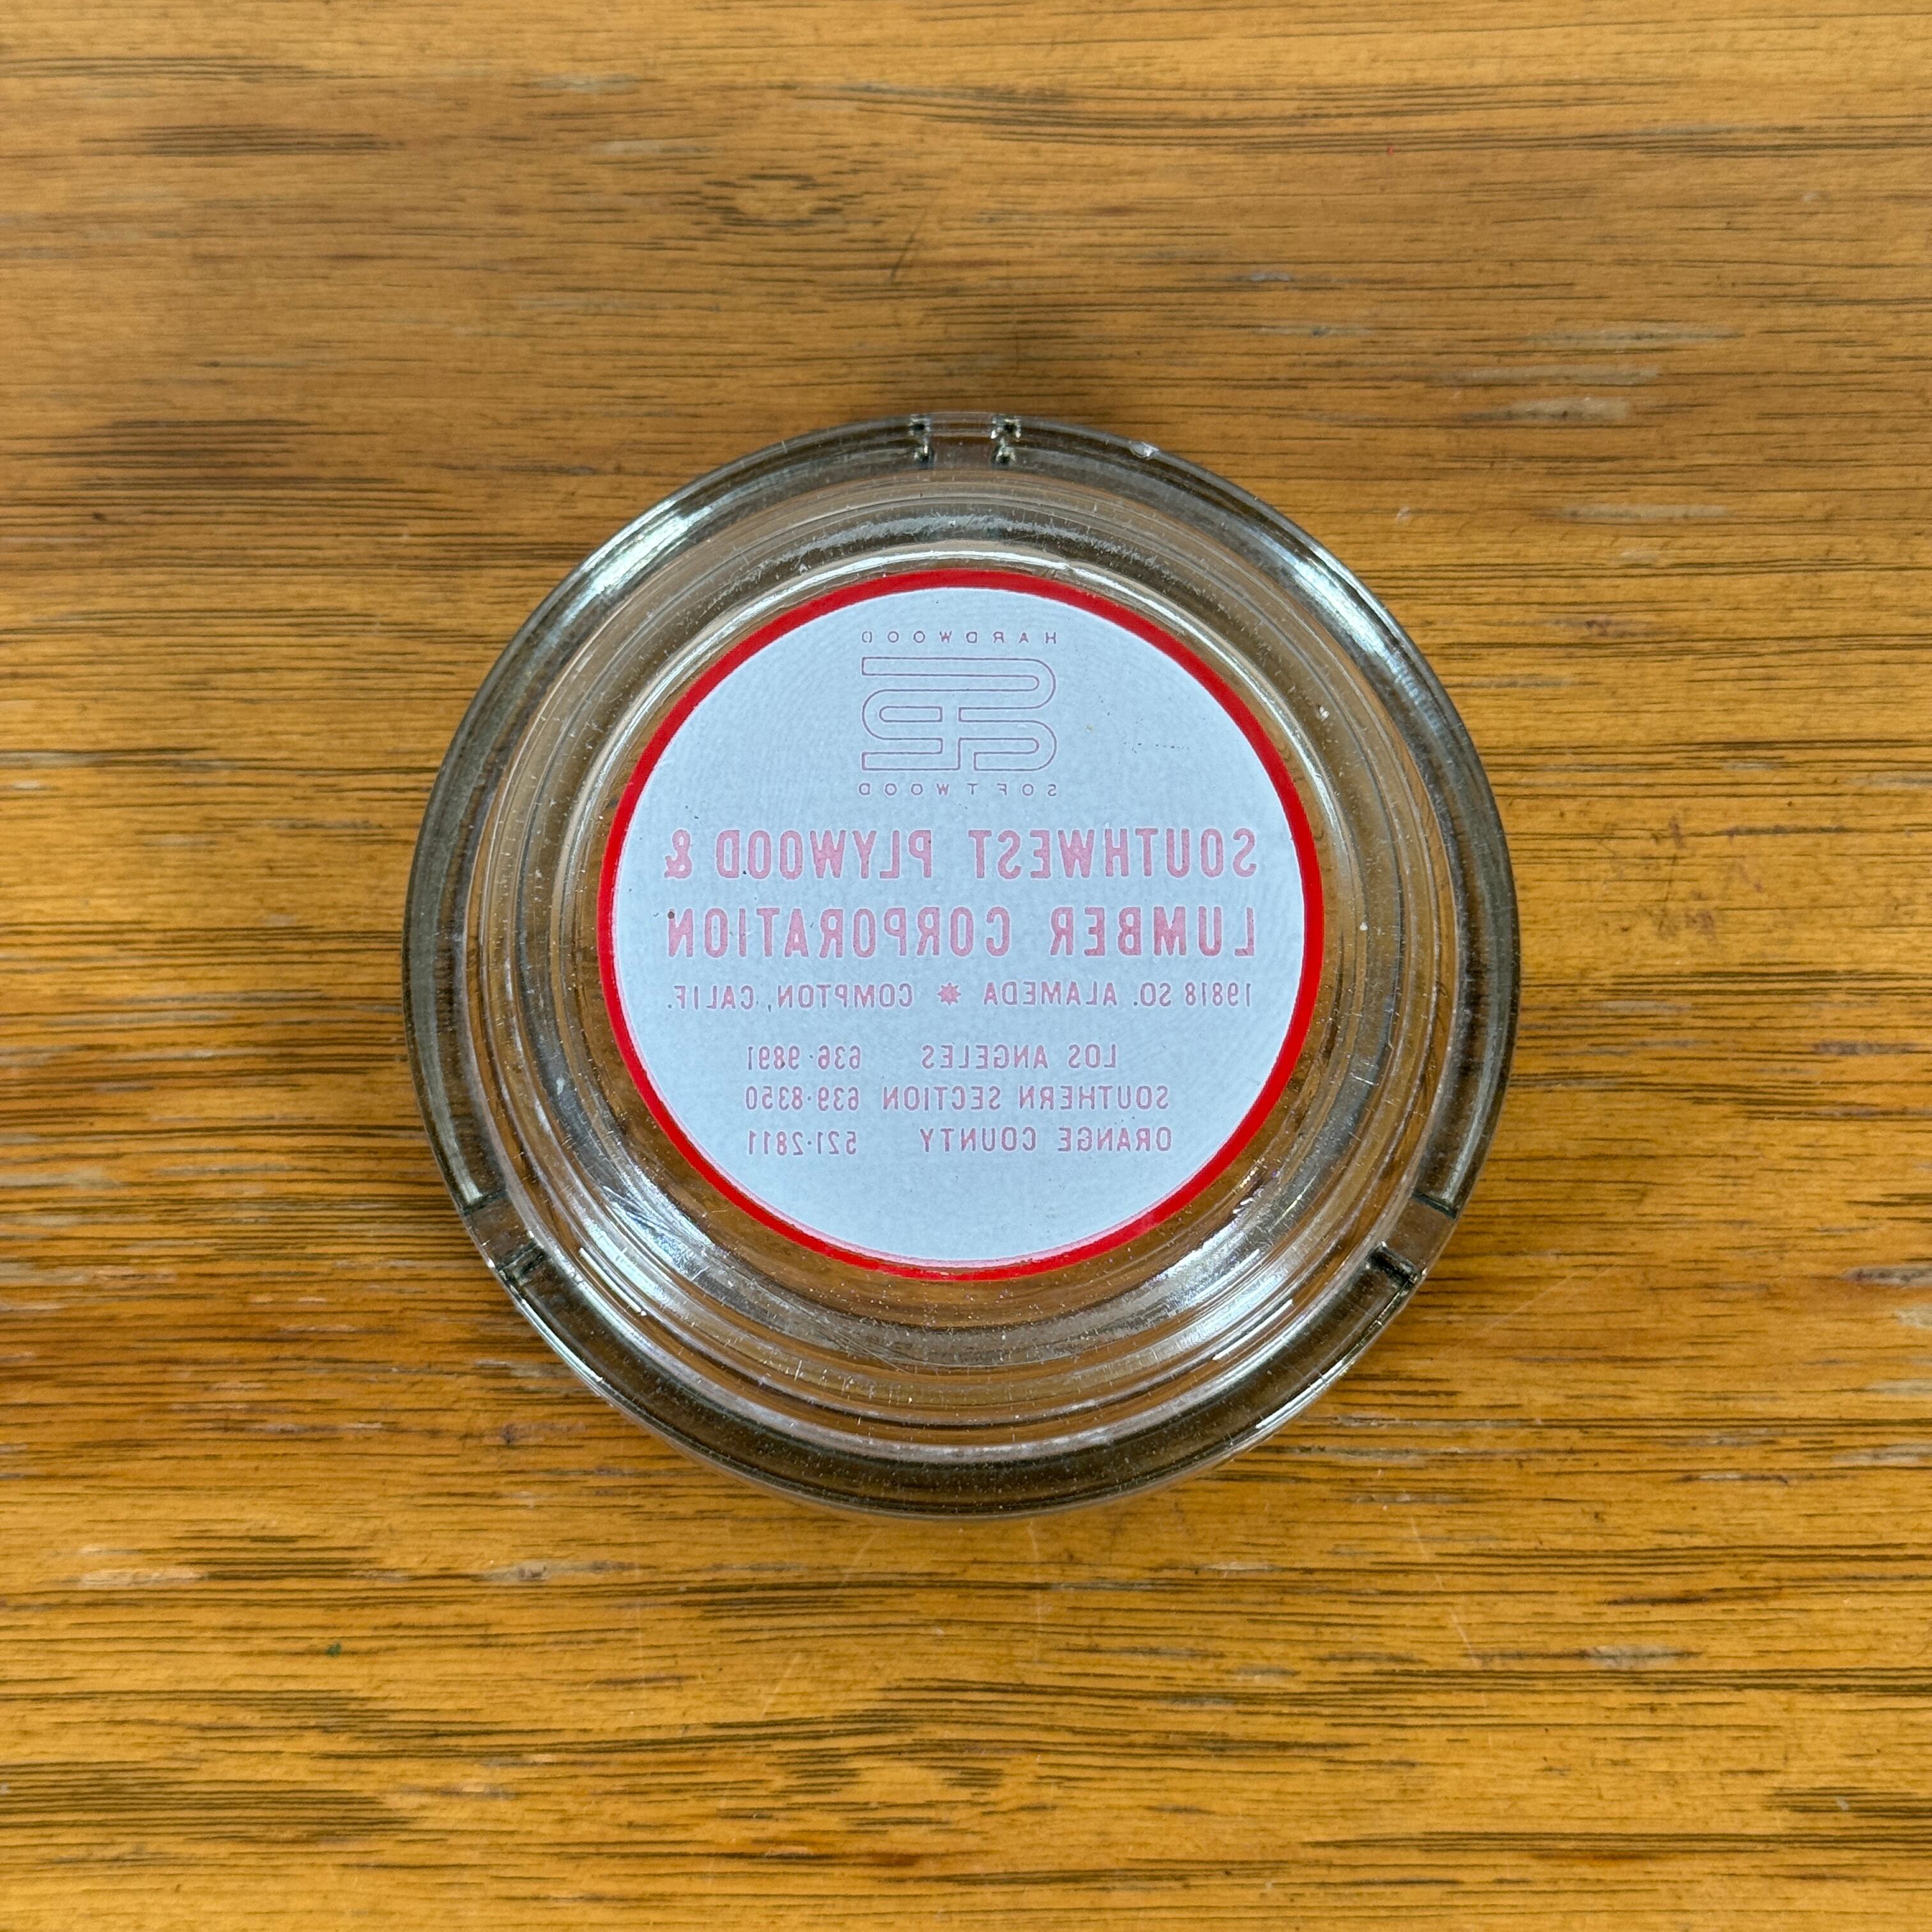 HARDWOOD
SOFTWOOD
SOUTHWEST PLYWOOD &
LUMBER CORPORATION
19818 SO. ALAMEDA * COMPTON, CALIF.
LOS ANGELES 636·9891
SOUTHERN SECTION 639·8350
ORANGE COUNTY 521·2811